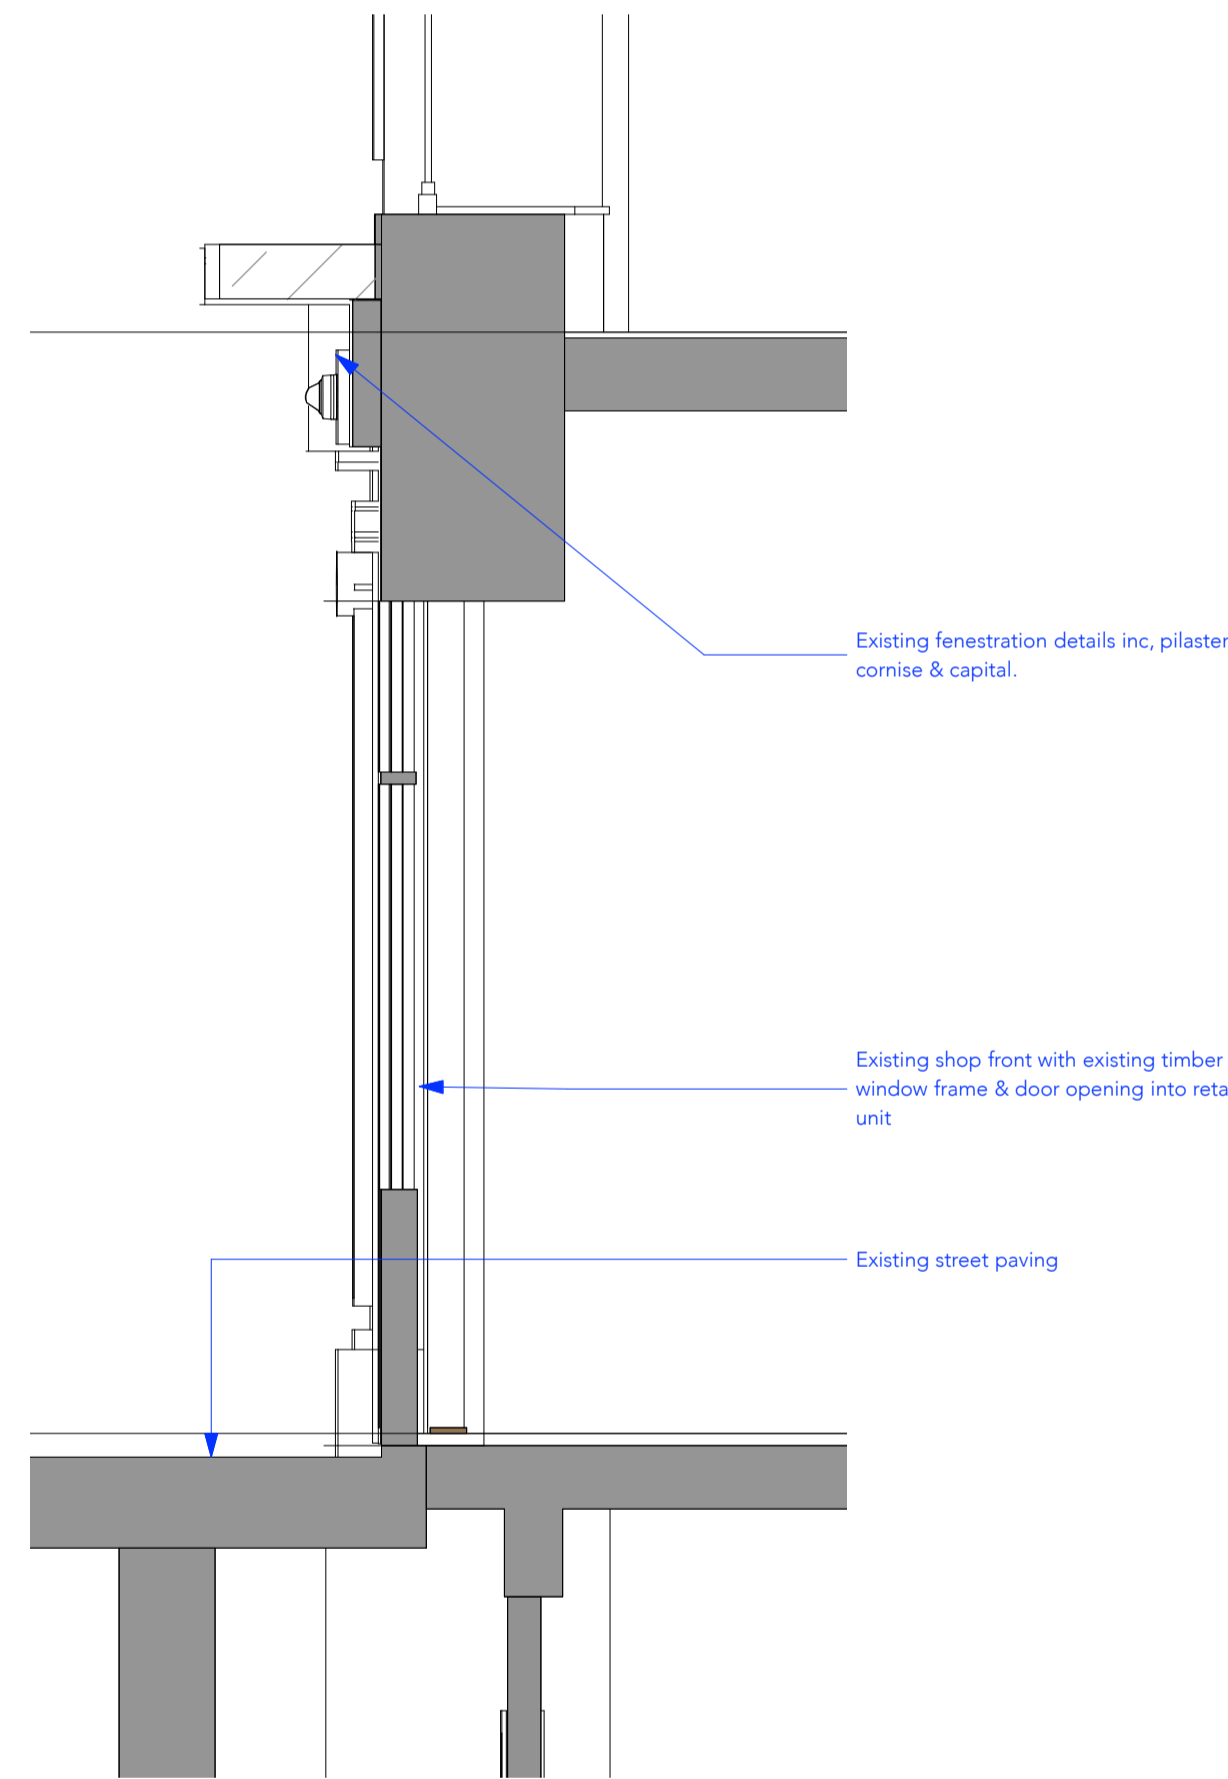 Existing fenestration details inc, pilaster
cornise & capital.
Existing shop front with existing timber
window frame & door opening into reta
unit
Existing street paving